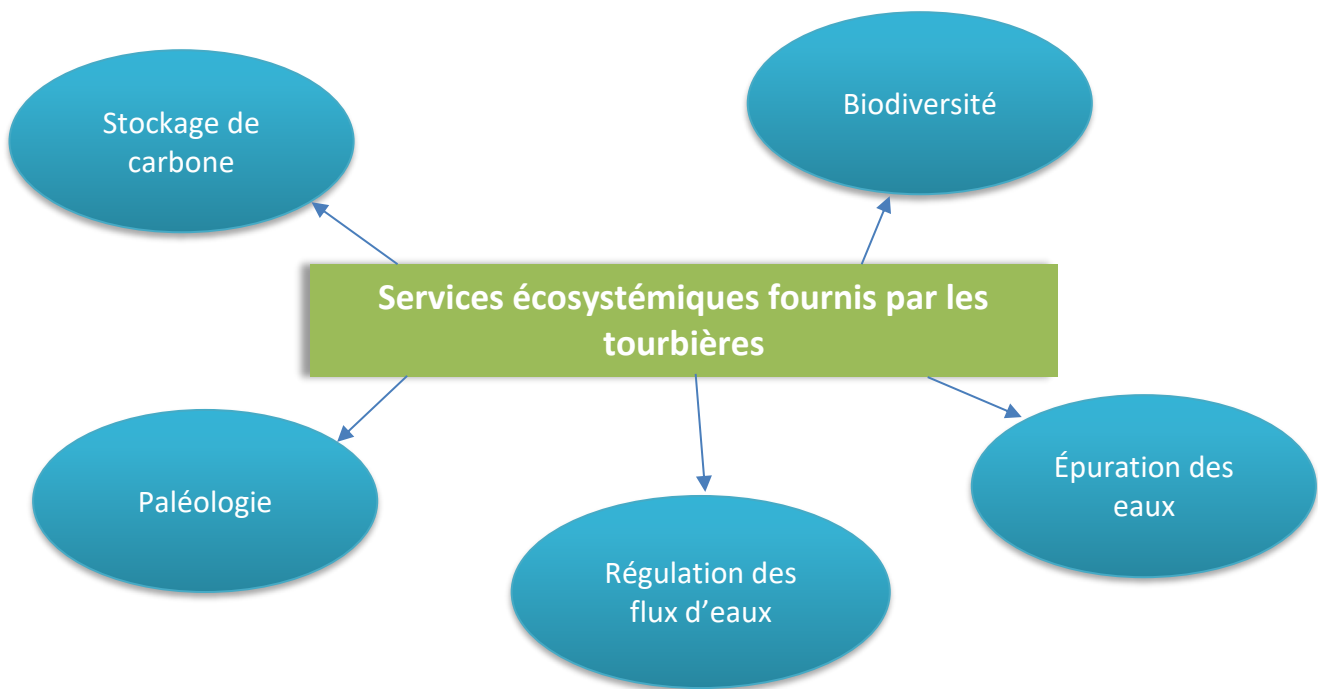 Stockage de
carbone
Biodiversité
Services écosystémiques fournis par les
tourbières
Paléologie
Régulation des
flux d’eaux
Épuration des
eaux